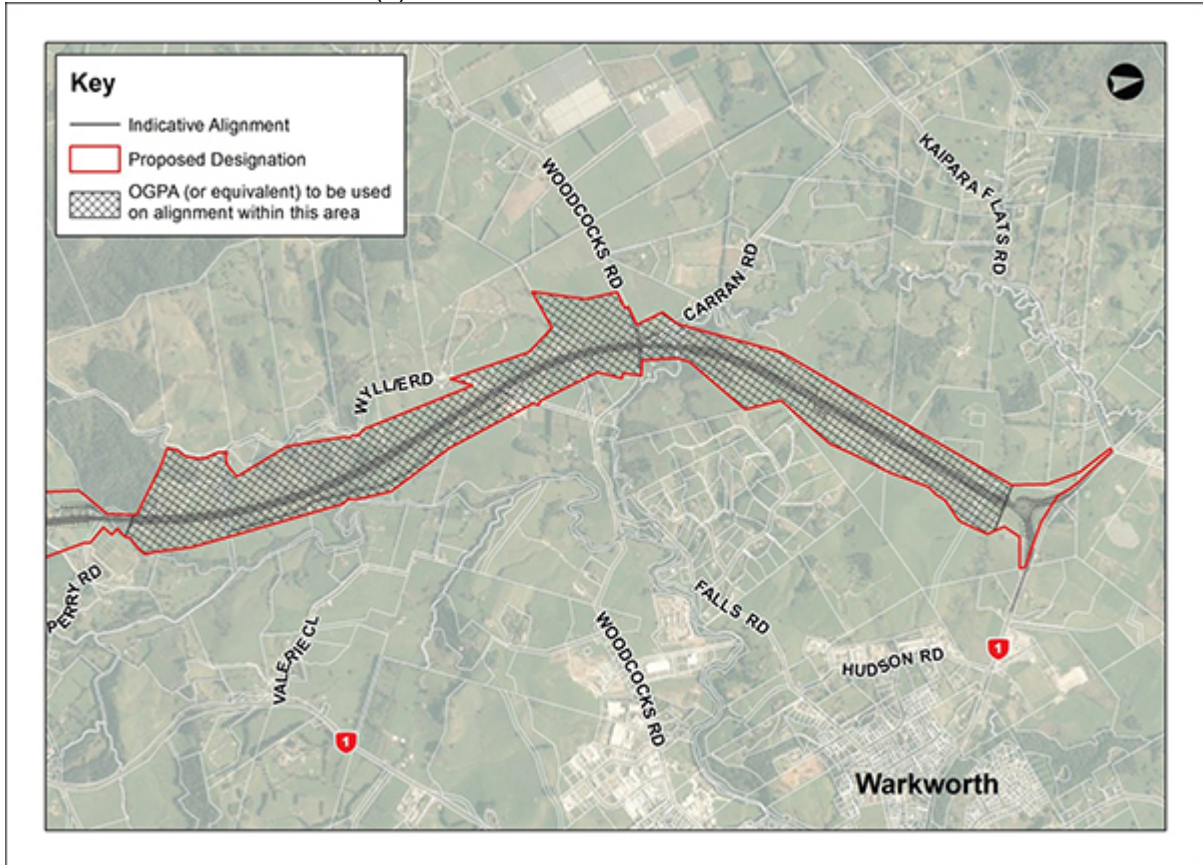 Key
Indicative Alignment
Proposed Designation
OGPA (or equivalent) to be used
on alignment within this area
WOODCOCKS RD
KAIPARA FLATS RD
CARRAN RD
WYLLIE RD
PERRY RD
VALERIE CL
WOODCOCKS RD
FALLS RD
HUDSON RD
1
1
Warkworth